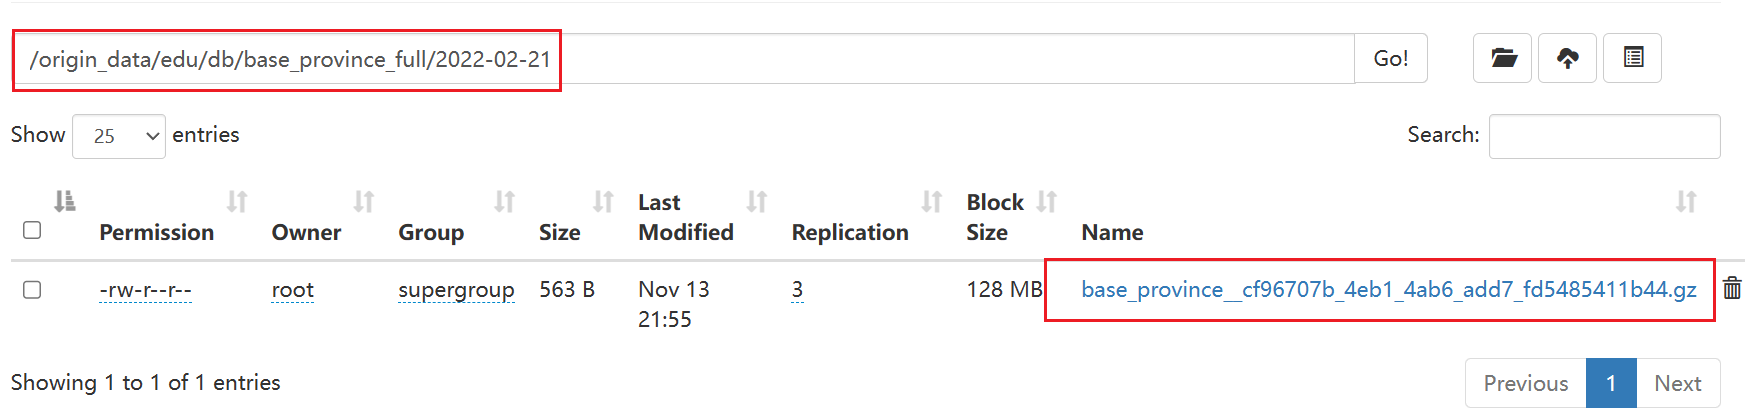 /origin_data/edu/db/base_province_full/2022-02-21 Go!
Show 25 entries Search:
Permission Owner Group Size Last Modified Replication Block Size Name
-rw-r--r-- root supergroup 563 B Nov 13 21:55 3 128 MB base_province__cf96707b_4eb1_4ab6_add7_fd5485411b44.gz
Showing 1 to 1 of 1 entries Previous 1 Next